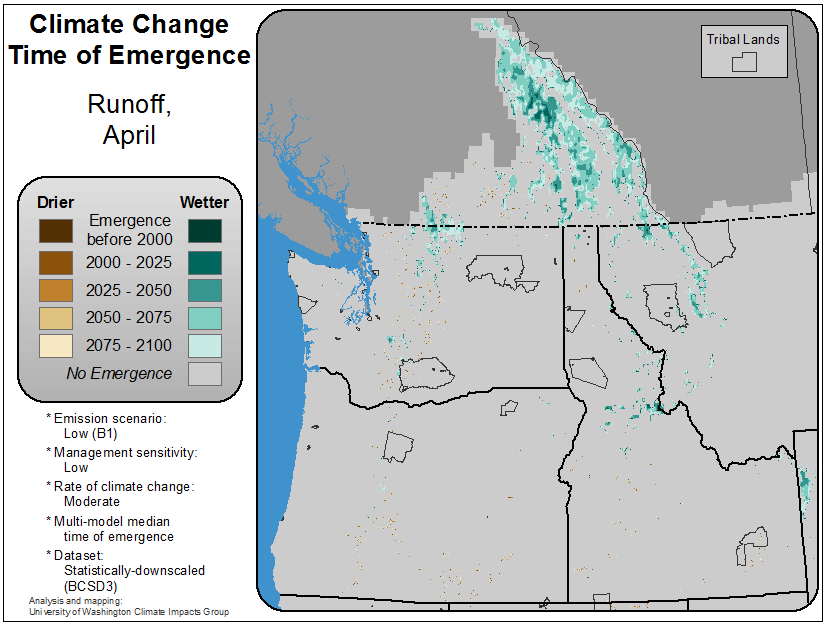 Climate Change
Time of Emergence
Runoff,
April
Tribal Lands
Drier
Wetter
Emergence
before 2000
2000 - 2025
2025 - 2050
2050 - 2075
2075 - 2100
No Emergence
* Emission scenario:
Low (B1)
* Management sensitivity:
Low
* Rate of climate change:
Moderate
* Multi-model median
time of emergence
* Dataset:
Statistically-downscaled
(BCSD3)
Analysis and mapping:
University of Washington Climate Impacts Group